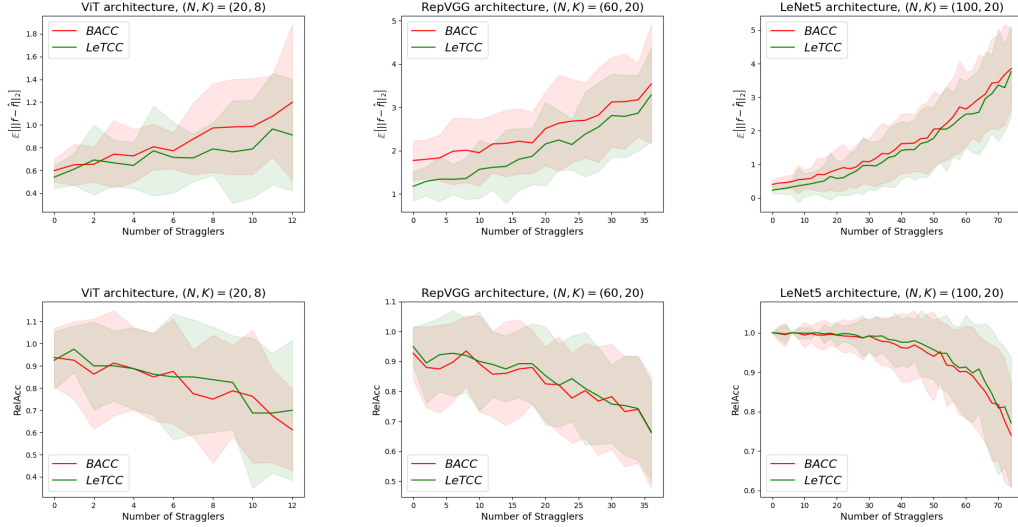 ViT architecture, (N, K) = (20, 8)
1.8
1.6
1.4
1.2
1.0
0.8
0.6
0.4
𝔼[||f − f̂||₂]
BACC
LeTCC
0 2 4 6 8 10 12
Number of Stragglers
RepVGG architecture, (N, K) = (60, 20)
5
4
3
2
1
𝔼[||f − f̂||₂]
BACC
LeTCC
0 5 10 15 20 25 30 35
Number of Stragglers
LeNet5 architecture, (N, K) = (100, 20)
5
4
3
2
1
0
𝔼[||f − f̂||₂]
BACC
LeTCC
0 10 20 30 40 50 60 70
Number of Stragglers
ViT architecture, (N, K) = (20, 8)
1.1
1.0
0.9
0.8
0.7
0.6
0.5
0.4
RelAcc
BACC
LeTCC
0 2 4 6 8 10 12
Number of Stragglers
RepVGG architecture, (N, K) = (60, 20)
1.1
1.0
0.9
0.8
0.7
0.6
0.5
RelAcc
BACC
LeTCC
0 5 10 15 20 25 30 35
Number of Stragglers
LeNet5 architecture, (N, K) = (100, 20)
1.0
0.9
0.8
0.7
0.6
RelAcc
BACC
LeTCC
0 10 20 30 40 50 60 70
Number of Stragglers